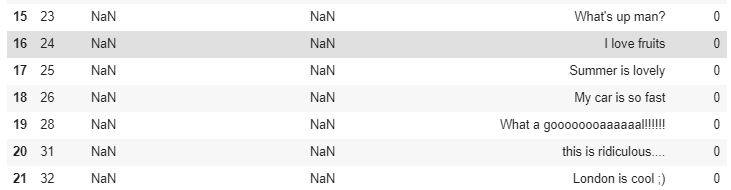 15 23 NaN NaN What's up man? 0
16 24 NaN NaN I love fruits 0
17 25 NaN NaN Summer is lovely 0
18 26 NaN NaN My car is so fast 0
19 28 NaN NaN What a gooooooooaaaaaal!!!!!!! 0
20 31 NaN NaN this is ridiculous.... 0
21 32 NaN NaN London is cool ;) 0